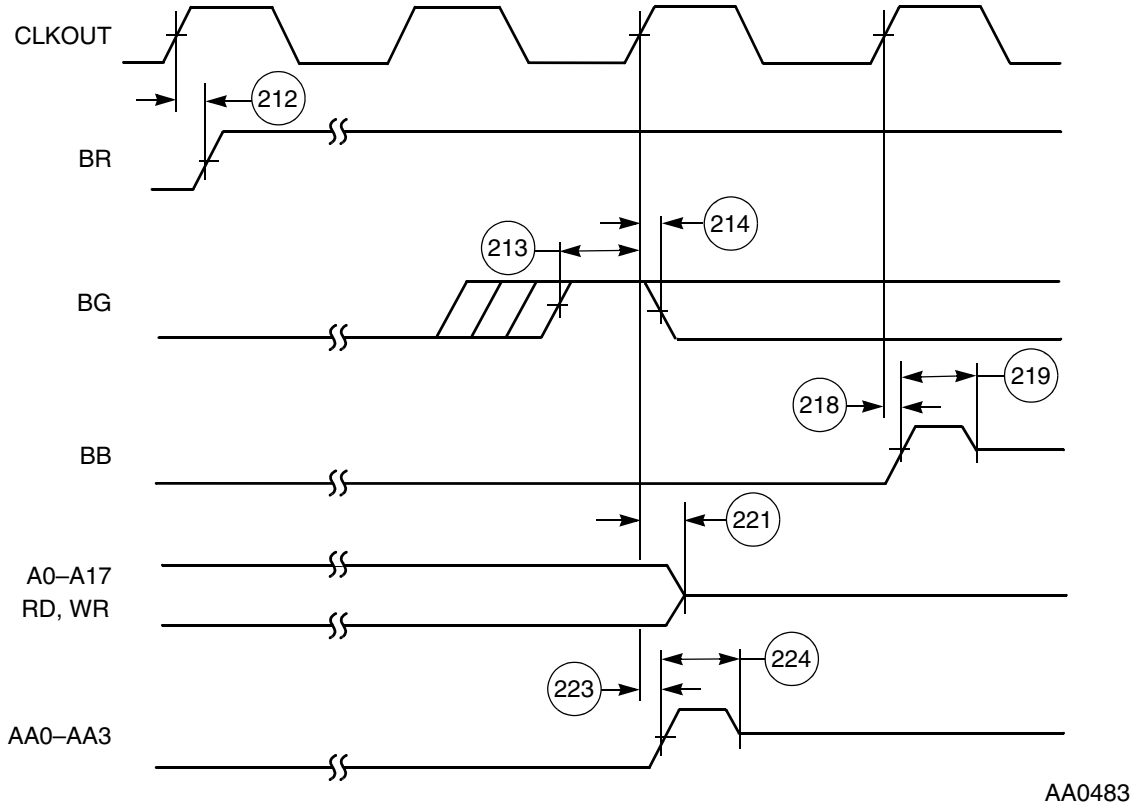 CLKOUT
212
BR
214
213
BG
219
218
BB
221
A0–A17
RD, WR
224
223
AA0–AA3
AA0483